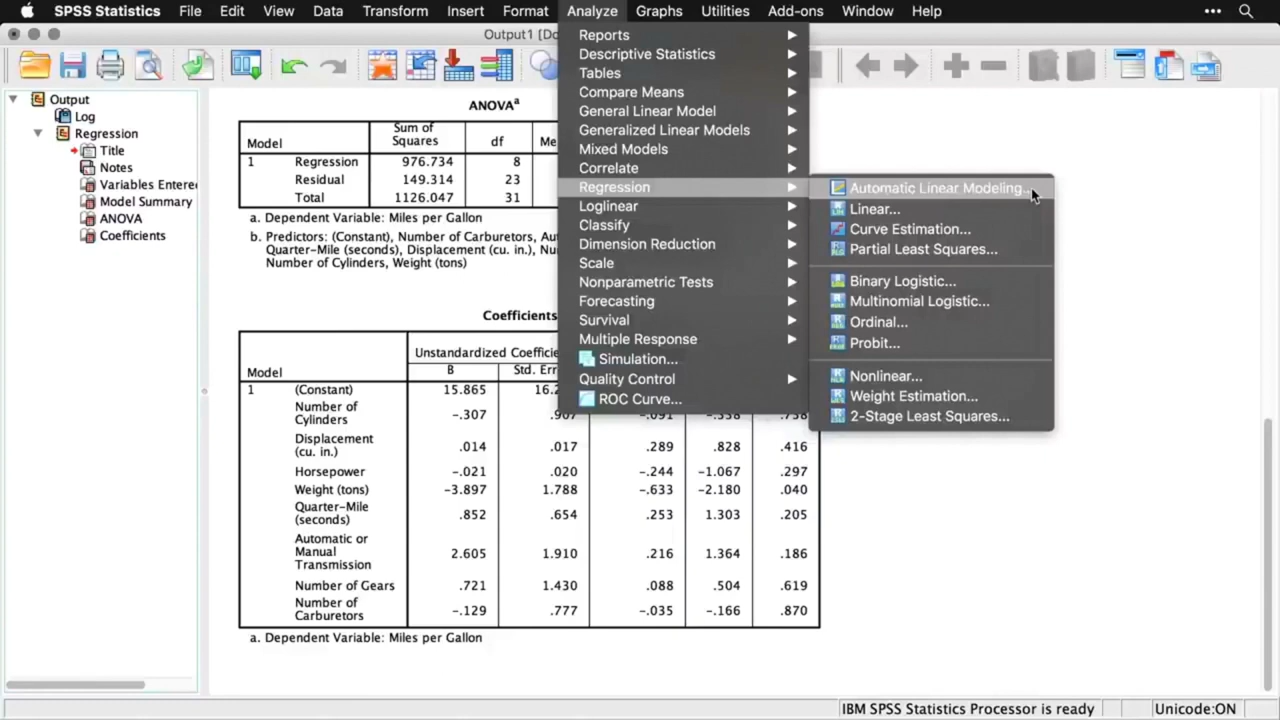 SPSS Statistics File Edit View Data Transform Insert Format Analyze Graphs Utilities Add-ons Window Help
Output1 [Do
Output
Log
Regression
Title
Notes
Variables Entere
Model Summary
ANOVA
Coefficients
ANOVAa
Model Sum of Squares df Me
1 Regression 976.734 8
Residual 149.314 23
Total 1126.047 31
a. Dependent Variable: Miles per Gallon
b. Predictors: (Constant), Number of Carburetors, Au
Quarter-Mile (seconds), Displacement (cu. in.), Nu
Number of Cylinders, Weight (tons)
Coefficients
Unstandardized Coeffici
Model B Std. Err
1 (Constant) 15.865 16.2
Number of Cylinders -.307
Displacement (cu. in.) .014 .017 .289 .828 .416
Horsepower -.021 .020 -.244 -1.067 .297
Weight (tons) -3.897 1.788 -.633 -2.180 .040
Quarter-Mile (seconds) .852 .654 .253 1.303 .205
Automatic or Manual Transmission 2.605 1.910 .216 1.364 .186
Number of Gears .721 1.430 .088 .504 .619
Number of Carburetors -.129 .777 -.035 -.166 .870
a. Dependent Variable: Miles per Gallon
Reports
Descriptive Statistics
Tables
Compare Means
General Linear Model
Generalized Linear Models
Mixed Models
Correlate
Regression
Loglinear
Classify
Dimension Reduction
Scale
Nonparametric Tests
Forecasting
Survival
Multiple Response
Simulation...
Quality Control
ROC Curve...
Automatic Linear Modeling...
Linear...
Curve Estimation...
Partial Least Squares...
Binary Logistic...
Multinomial Logistic...
Ordinal...
Probit...
Nonlinear...
Weight Estimation...
2-Stage Least Squares...
IBM SPSS Statistics Processor is ready Unicode:ON